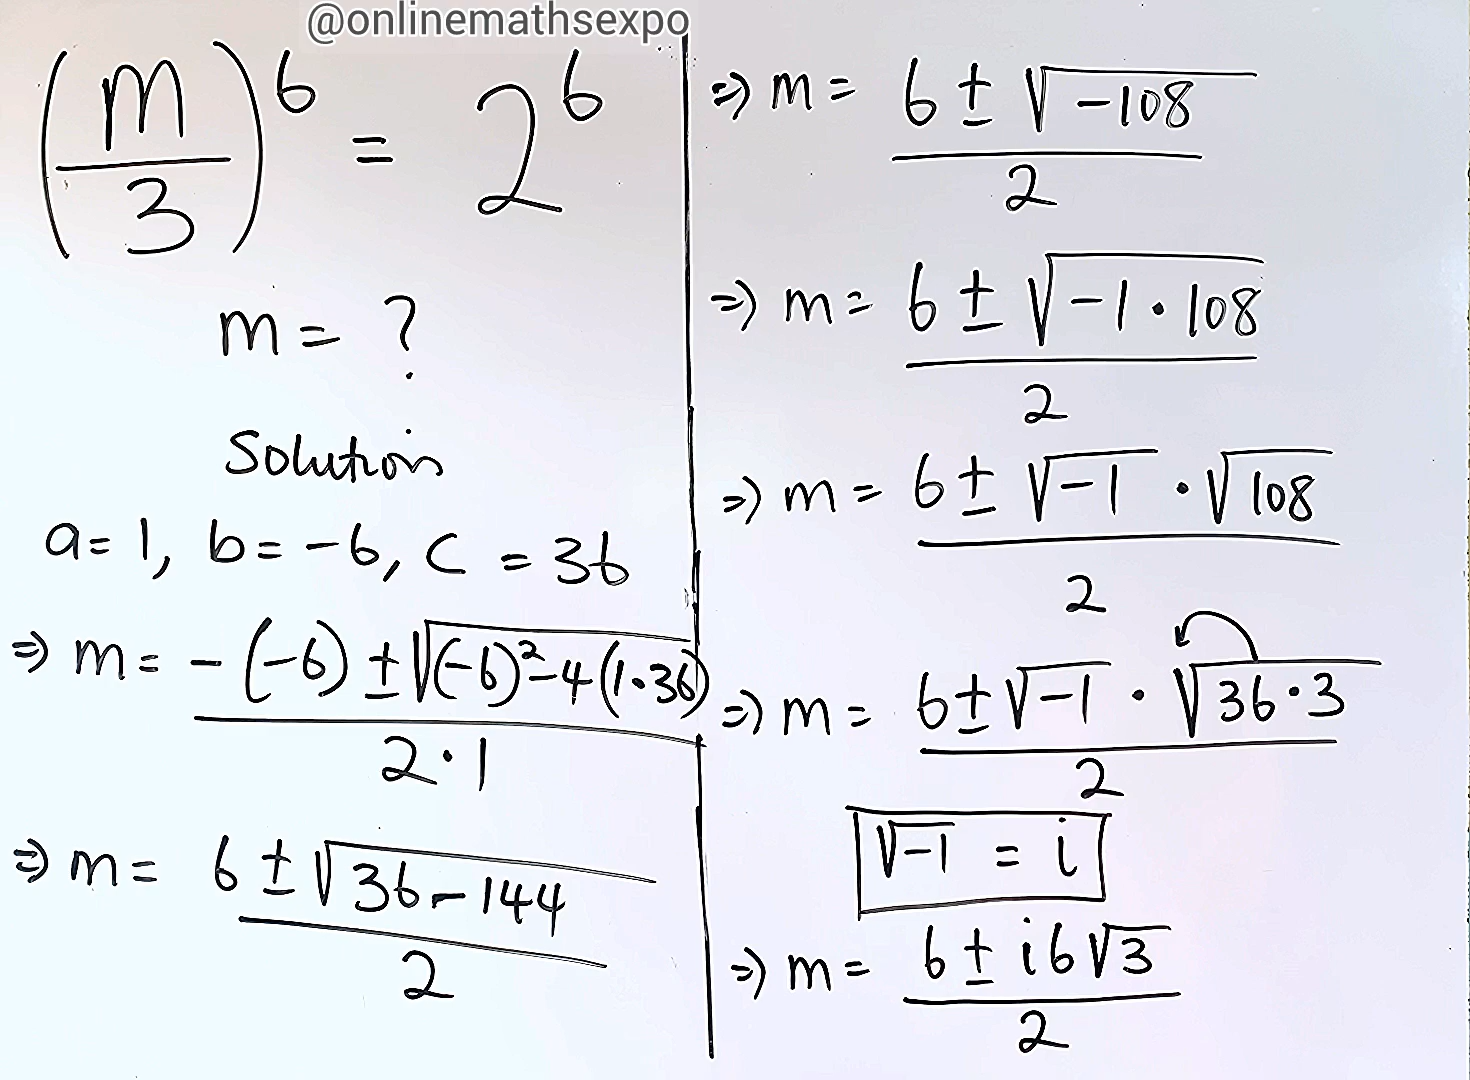 @onlinemathsexpo
(m/3)^6 = 2^6
m = ?
Solution
a = 1, b = -6, c = 36
⇒ m = -(-6) ± √((-6)²-4(1·36)) / 2·1
⇒ m = 6 ± √(36-144) / 2
⇒ m = 6 ± √(-108) / 2
⇒ m = 6 ± √(-1·108) / 2
⇒ m = 6 ± √(-1) · √(108) / 2
⇒ m = 6 ± √(-1) · √(36·3) / 2
√(-1) = i
⇒ m = 6 ± i6√3 / 2